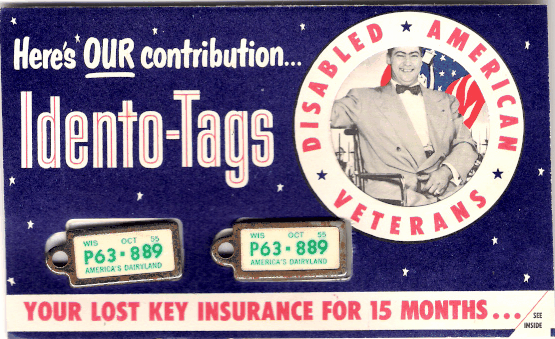 Here's OUR contribution...
Idento-Tags
DISABLED ★ AMERICAN ★ VETERANS ★
WIS OCT 55
P63·889
AMERICA'S DAIRYLAND
WIS OCT 55
P63·889
AMERICA'S DAIRYLAND
YOUR LOST KEY INSURANCE FOR 15 MONTHS...
SEE
INSIDE